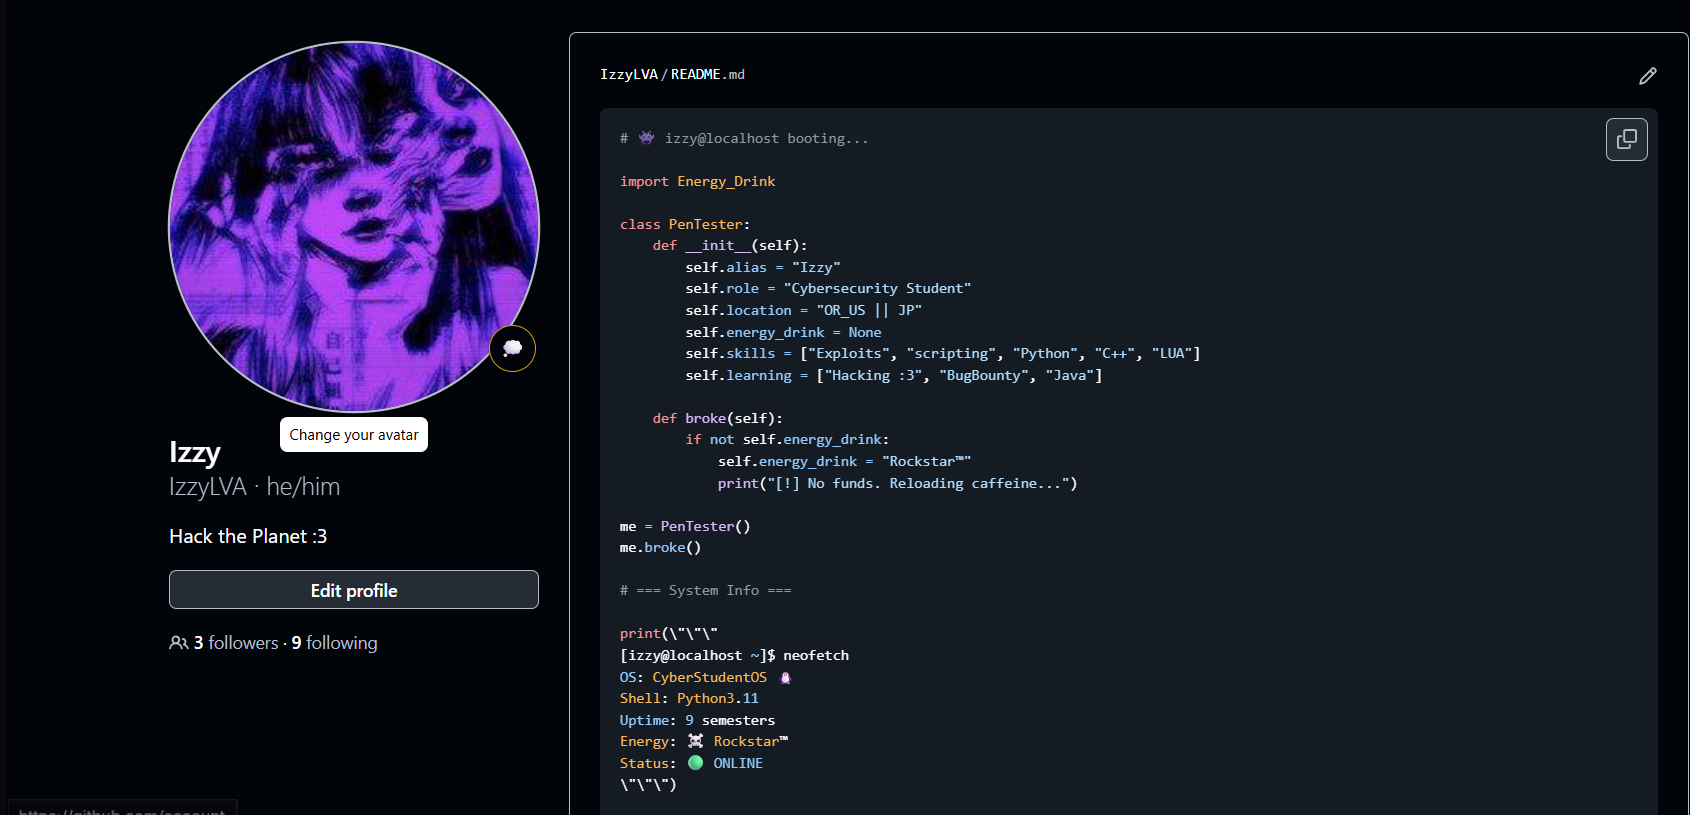 IzzyLVA / README.md
# 👾 izzy@localhost booting...
import Energy_Drink
class PenTester:
    def __init__(self):
        self.alias = "Izzy"
        self.role = "Cybersecurity Student"
        self.location = "OR_US || JP"
        self.energy_drink = None
        self.skills = ["Exploits", "scripting", "Python", "C++", "LUA"]
        self.learning = ["Hacking :3", "BugBounty", "Java"]
    def broke(self):
        if not self.energy_drink:
            self.energy_drink = "Rockstar™"
            print("[!] No funds. Reloading caffeine...")
me = PenTester()
me.broke()
# === System Info ===
print(\"\"\"
[izzy@localhost ~]$ neofetch
OS: CyberStudentOS 🐧
Shell: Python3.11
Uptime: 9 semesters
Energy: ☠️ Rockstar™
Status: 🟢 ONLINE
\"\"\")
Change your avatar
Izzy
IzzyLVA · he/him
Hack the Planet :3
Edit profile
3 followers · 9 following
https://github.com/account